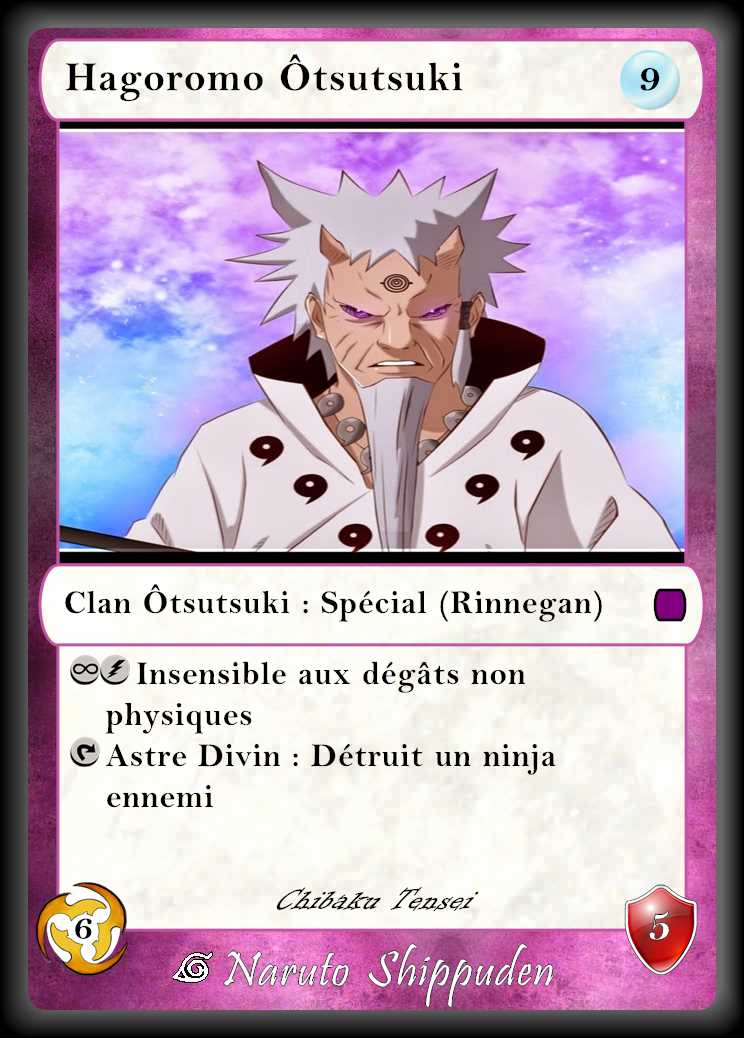 Hagoromo Ôtsutsuki 9
Clan Ôtsutsuki : Spécial (Rinnegan)
∞ Insensible aux dégâts non
physiques
Astre Divin : Détruit un ninja
ennemi
Chibaku Tensei
6 5
Naruto Shippuden